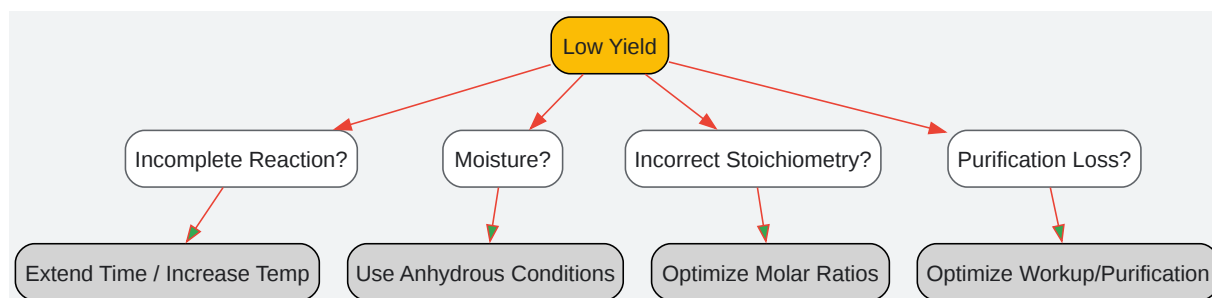 Low Yield
Incomplete Reaction?
Moisture?
Incorrect Stoichiometry?
Purification Loss?
Extend Time / Increase Temp
Use Anhydrous Conditions
Optimize Molar Ratios
Optimize Workup/Purification